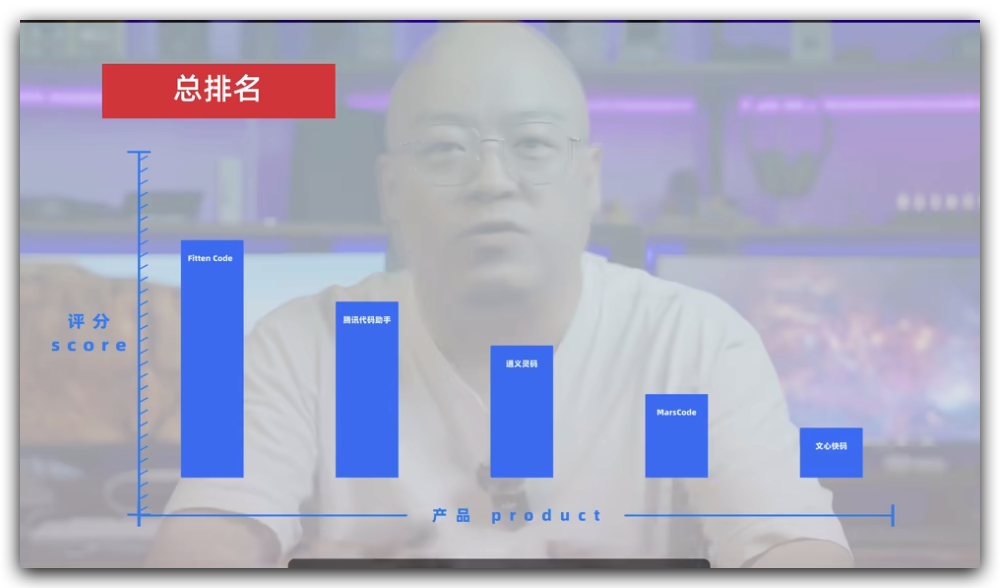 总排名
评分
score
Fitten Code
腾讯代码助手
通义灵码
MarsCode
文心快码
产品 product